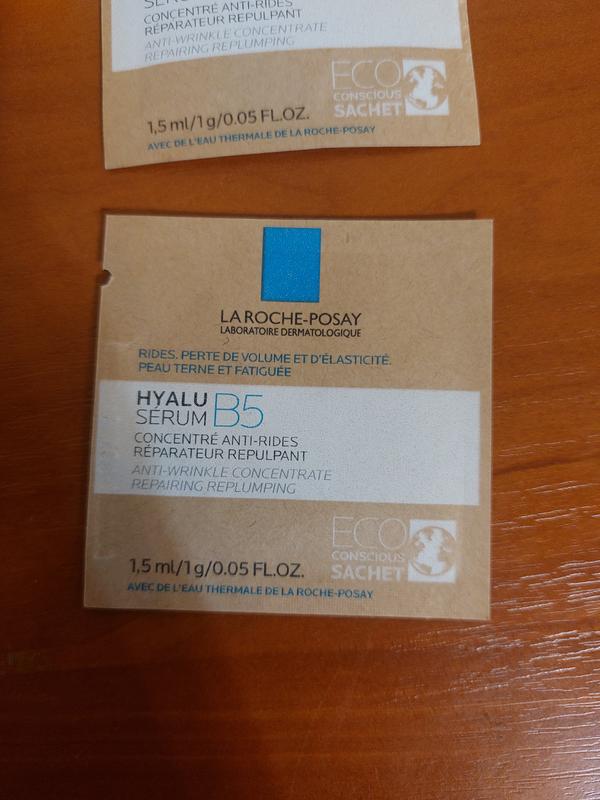 CONCENTRÉ ANTI-RIDES
RÉPARATEUR REPULPANT
ANTI-WRINKLE CONCENTRATE
REPAIRING REPLUMPING
ECO
CONSCIOUS
SACHET
1,5 ml/1 g/0.05 FL.OZ.
AVEC DE L'EAU THERMALE DE LA ROCHE-POSAY
LA ROCHE-POSAY
LABORATOIRE DERMATOLOGIQUE
RIDES. PERTE DE VOLUME ET D'ÉLASTICITÉ.
PEAU TERNE ET FATIGUÉE
HYALU B5
SÉRUM
CONCENTRÉ ANTI-RIDES
RÉPARATEUR REPULPANT
ANTI-WRINKLE CONCENTRATE
REPAIRING REPLUMPING
ECO
CONSCIOUS
SACHET
1,5 ml/1 g/0.05 FL.OZ.
AVEC DE L'EAU THERMALE DE LA ROCHE-POSAY